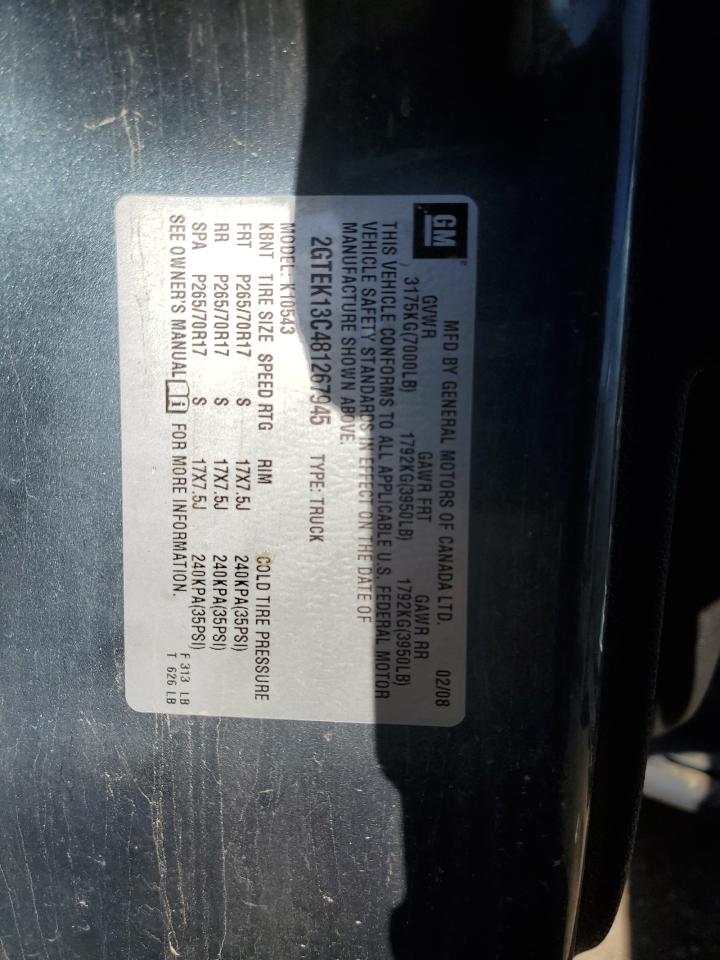 GM
MFD BY GENERAL MOTORS OF CANADA LTD. 02/08
GVWR GAWR FRT GAWR RR
3175KG(7000LB) 1792KG(3950LB) 1792KG(3950LB)
THIS VEHICLE CONFORMS TO ALL APPLICABLE U.S. FEDERAL MOTOR
VEHICLE SAFETY STANDARDS IN EFFECT ON THE DATE OF
MANUFACTURE SHOWN ABOVE.
2GTEK13C481267945 TYPE: TRUCK
MODEL: K10543
KBNT TIRE SIZE SPEED RTG RIM COLD TIRE PRESSURE
FRT P265/70R17 S 17X7.5J 240KPA(35PSI)
RR P265/70R17 S 17X7.5J 240KPA(35PSI)
SPA P265/70R17 S 17X7.5J 240KPA(35PSI)
SEE OWNER'S MANUAL i FOR MORE INFORMATION.
F 313 LB
T 626 LB